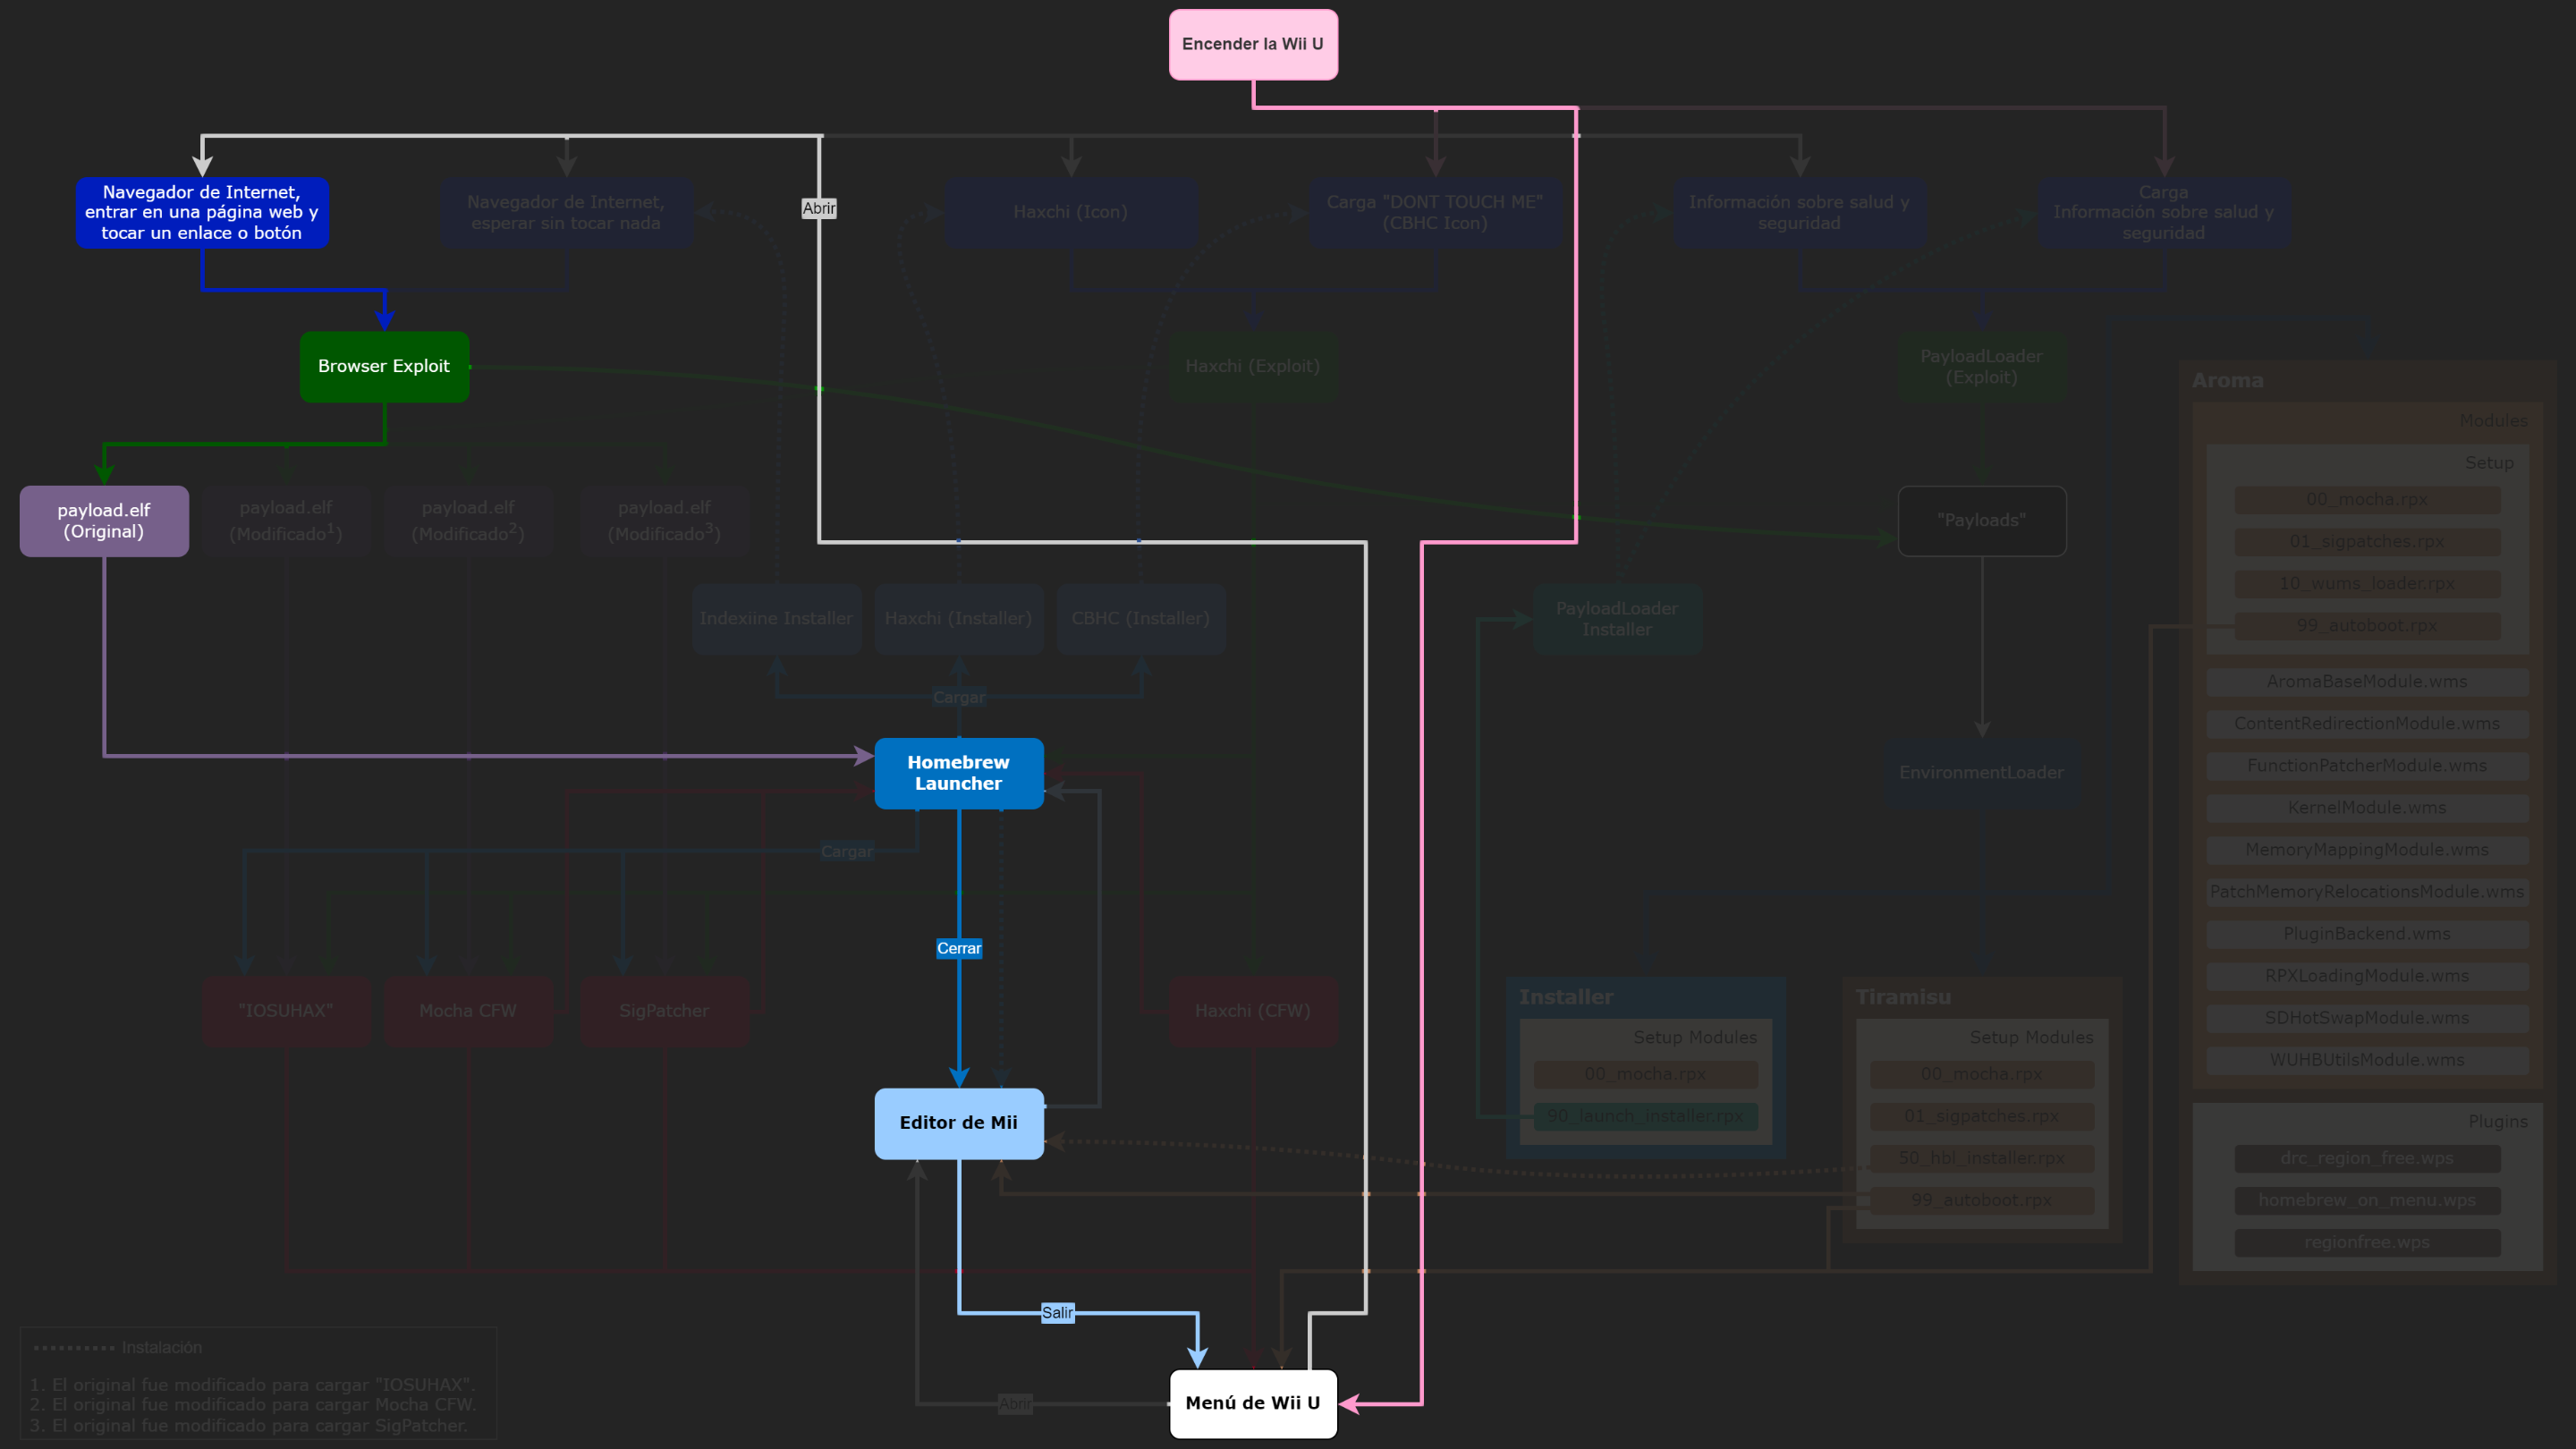 Encender la Wii U
Navegador de Internet,
entrar en una página web y
tocar un enlace o botón
Navegador de Internet,
esperar sin tocar nada
Abrir
Haxchi (Icon)
Carga "DONT TOUCH ME"
(CBHC Icon)
Información sobre salud y
seguridad
Carga
Información sobre salud y
seguridad
Browser Exploit
Haxchi (Exploit)
PayloadLoader
(Exploit)
payload.elf
(Original)
payload.elf
(Modificado1)
payload.elf
(Modificado2)
payload.elf
(Modificado3)
"Payloads"
Indexiine Installer
Haxchi (Installer)
CBHC (Installer)
PayloadLoader
Installer
Cargar
Homebrew
Launcher
EnvironmentLoader
Cargar
Cerrar
"IOSUHAX"
Mocha CFW
SigPatcher
Haxchi (CFW)
Editor de Mii
Installer
Setup Modules
00_mocha.rpx
90_launch_installer.rpx
Tiramisu
Setup Modules
00_mocha.rpx
01_sigpatches.rpx
50_hbl_installer.rpx
99_autoboot.rpx
Aroma
Modules
Setup
00_mocha.rpx
01_sigpatches.rpx
10_wums_loader.rpx
99_autoboot.rpx
AromaBaseModule.wms
ContentRedirectionModule.wms
FunctionPatcherModule.wms
KernelModule.wms
MemoryMappingModule.wms
PatchMemoryRelocationsModule.wms
PluginBackend.wms
RPXLoadingModule.wms
SDHotSwapModule.wms
WUHBUtilsModule.wms
Plugins
drc_region_free.wps
homebrew_on_menu.wps
regionfree.wps
Salir
Abrir
Menú de Wii U
Instalación
1. El original fue modificado para cargar "IOSUHAX".
2. El original fue modificado para cargar Mocha CFW.
3. El original fue modificado para cargar SigPatcher.